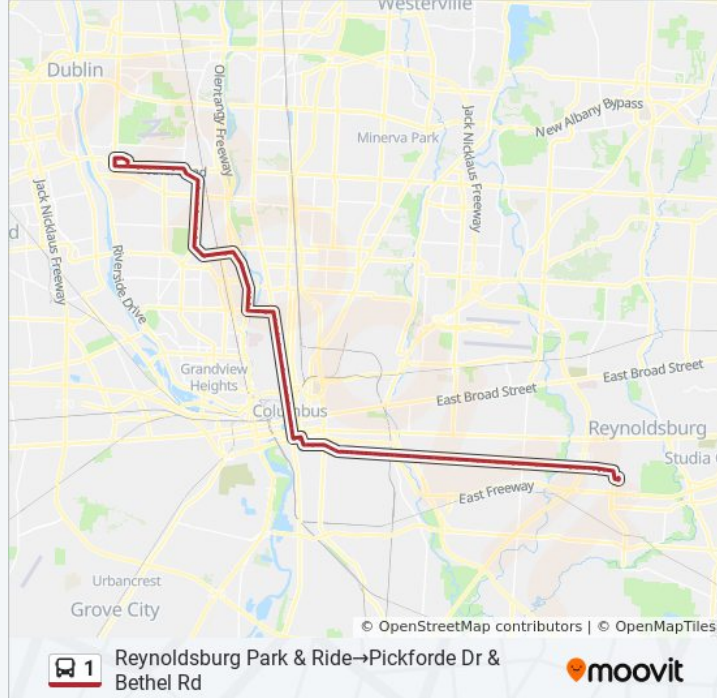 Westerville
Dublin
Olentangy Freeway
Jack Nicklaus Freeway
New Albany Bypass
Minerva Park
Jack Nicklaus Freeway
d
Riverside Drive
Grandview
Heights
East Broad Street
East Broad Street
Columbus
Reynoldsburg
Studia
East Freeway
Urbancrest
Grove City
© OpenStreetMap contributors | © OpenMapTiles
1
Reynoldsburg Park & Ride→Pickforde Dr &
Bethel Rd
moovit